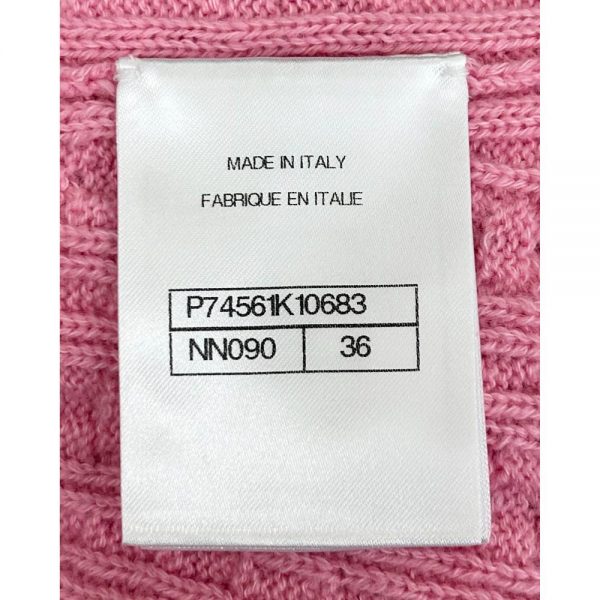 MADE IN ITALY
FABRIQUE EN ITALIE
P74561K10683
NN090 36